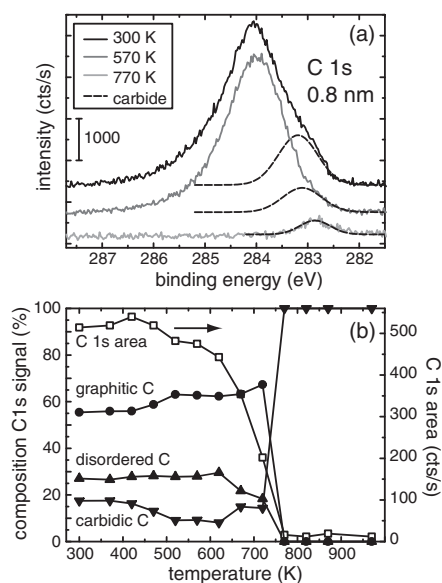 (a)
300 K
570 K
770 K
carbide
C 1s
0.8 nm
1000
intensity (cts/s)
287 286 285 284 283 282
binding energy (eV)
(b)
100
80
60
40
20
0
composition C1s signal (%)
C 1s area
graphitic C
disordered C
carbidic C
500
400
300
200
100
0
C 1s area (cts/s)
300 400 500 600 700 800 900
temperature (K)